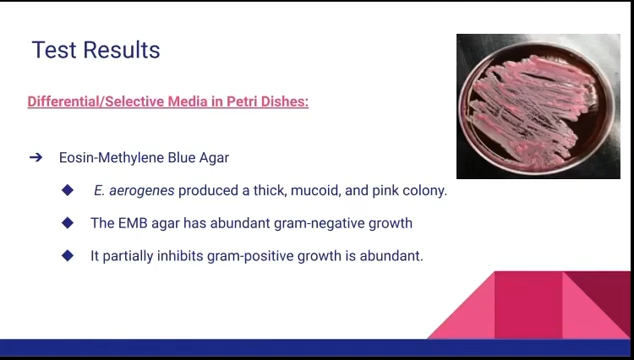 Test Results
Differential/Selective Media in Petri Dishes:
➔ Eosin-Methylene Blue Agar
◆ E. aerogenes produced a thick, mucoid, and pink colony.
◆ The EMB agar has abundant gram-negative growth
◆ It partially inhibits gram-positive growth is abundant.